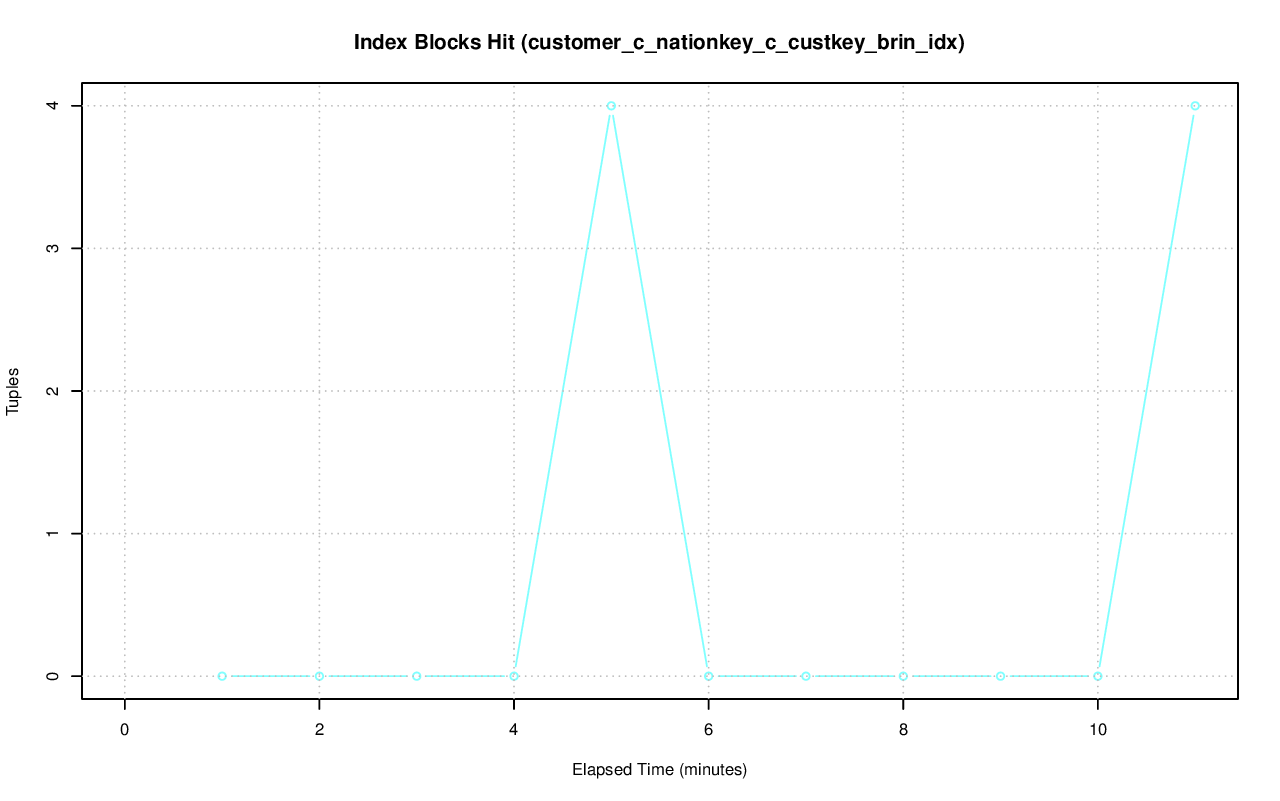 Index Blocks Hit (customer_c_nationkey_c_custkey_brin_idx)
4
3
2
1
0
Tuples
0 2 4 6 8 10
Elapsed Time (minutes)